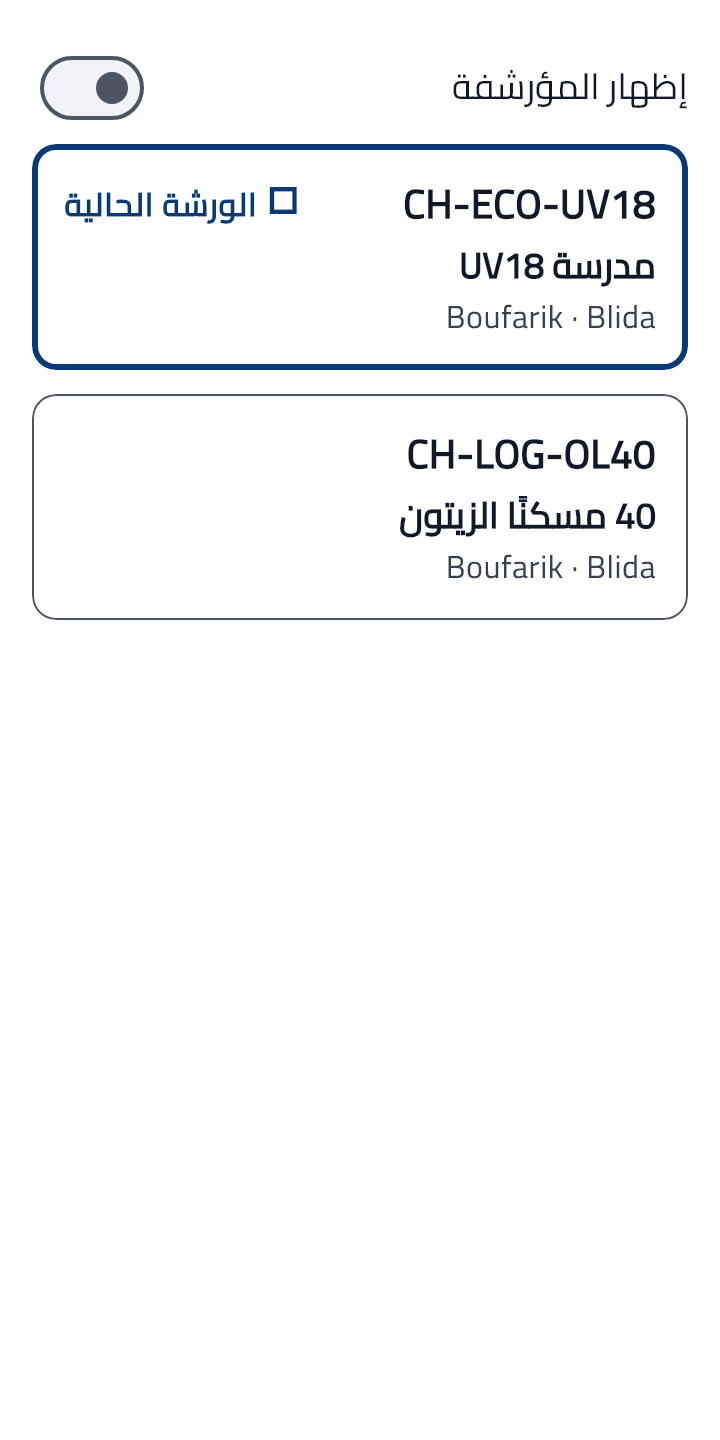 إظهار المؤرشفة
CH-ECO-UV18
الورشة الحالية
مدرسة UV18
Boufarik · Blida
CH-LOG-OL40
40 مسكنًا الزيتون
Boufarik · Blida